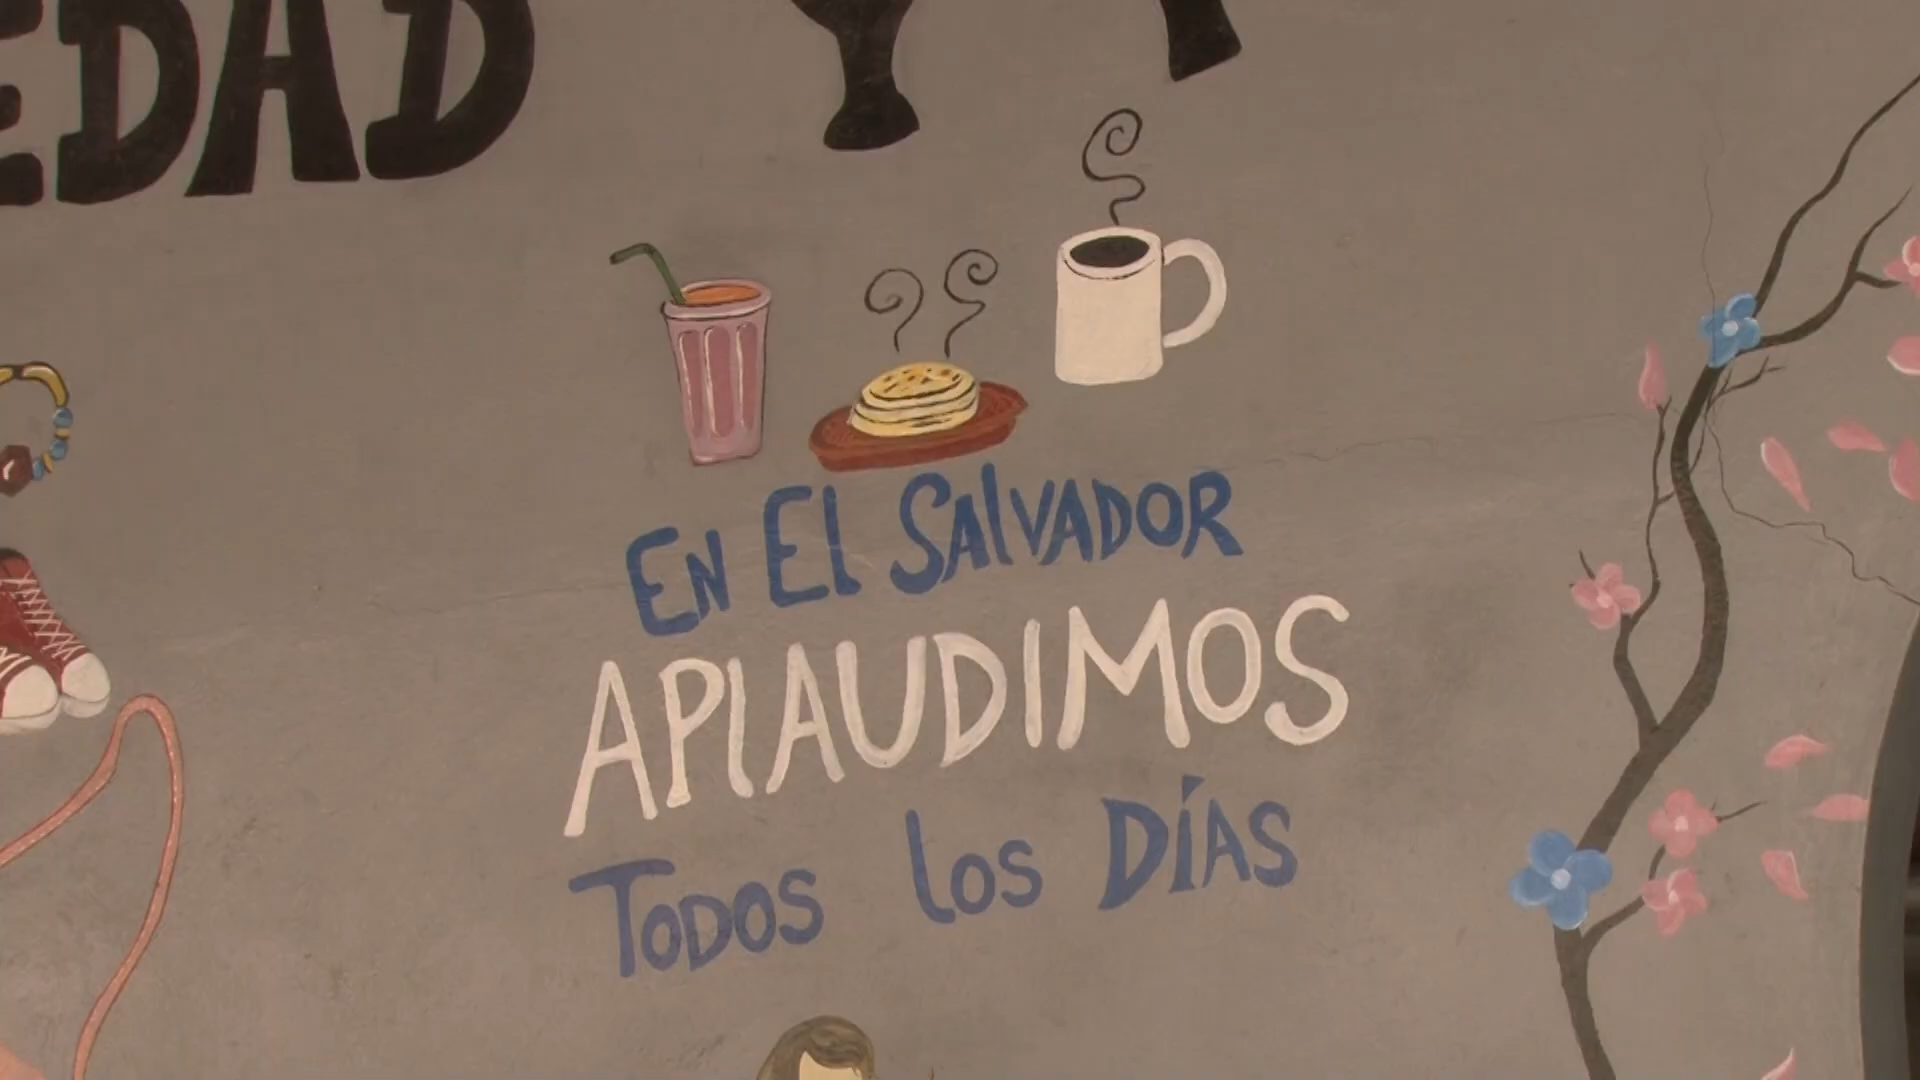 EDAD Y
EN El SAlVADOR
APlAUDIMOS
TODOS los DÍAS